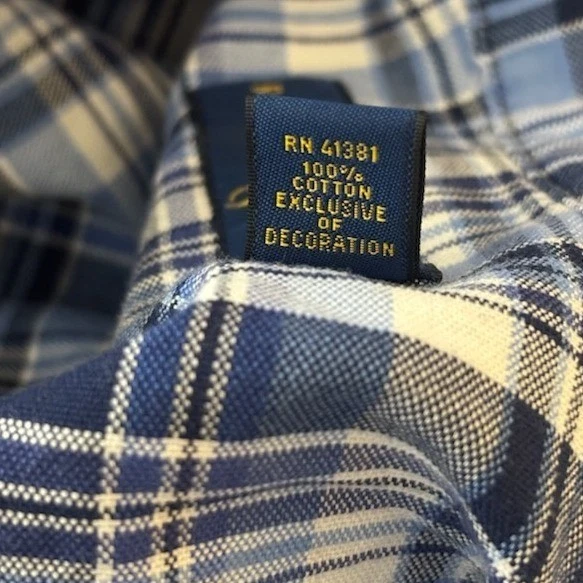 RN 41381
100%
COTTON
EXCLUSIVE
OF
DECORATION